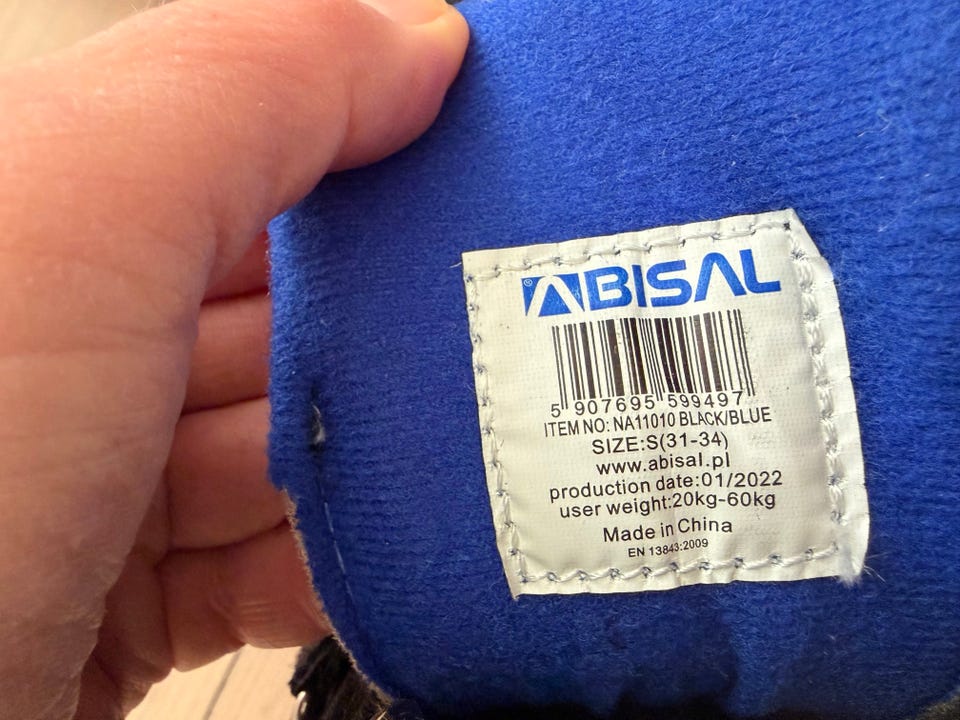 ® ABISAL
5 907695 599497
ITEM NO: NA11010 BLACK/BLUE
SIZE:S(31-34)
www.abisal.pl
production date:01/2022
user weight:20kg-60kg
Made in China
EN 13843:2009